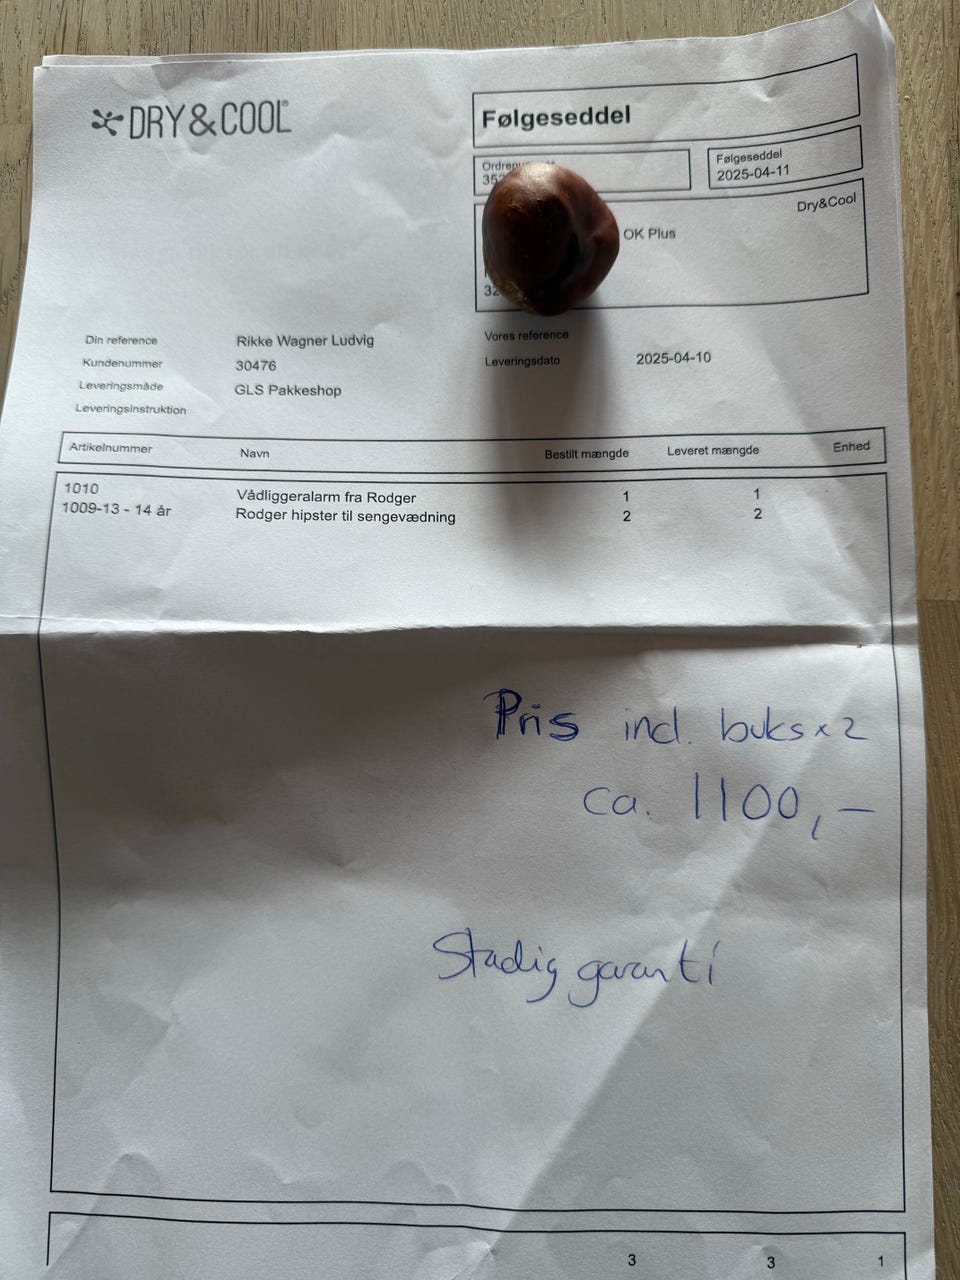 DRY&COOL®
Følgeseddel
Følgeseddel
2025-04-11
Dry&Cool
OK Plus
Din reference Rikke Wagner Ludvig
Kundenummer 30476
Leveringsmåde GLS Pakkeshop
Leveringsinstruktion
Vores reference
Leveringsdato 2025-04-10
Artikelnummer Navn Bestilt mængde Leveret mængde Enhed
1010 Vådliggeralarm fra Rodger 1 1
1009-13 - 14 år Rodger hipster til sengevædning 2 2
Pris incl. buks x 2
ca. 1100,-
Stadig garanti
3 3 1